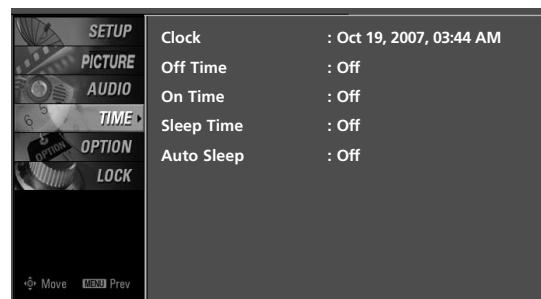 SETUP
PICTURE
AUDIO
TIME
OPTION
LOCK
Move MENU Prev
Clock : Oct 19, 2007, 03:44 AM
Off Time : Off
On Time : Off
Sleep Time : Off
Auto Sleep : Off